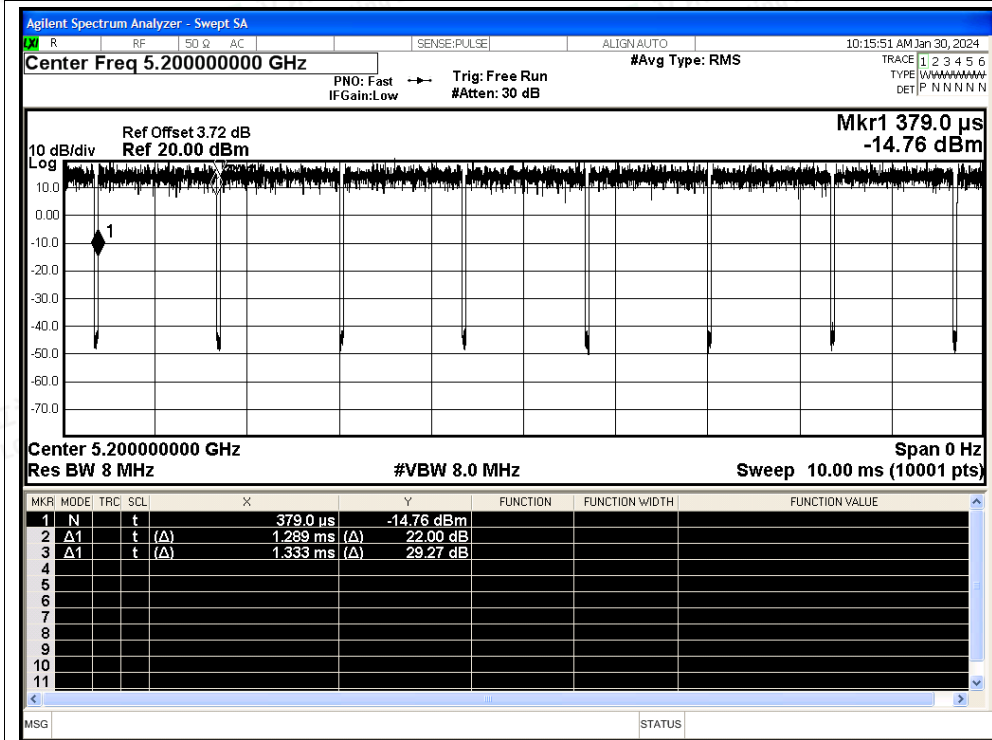 Agilent Spectrum Analyzer - Swept SA
LXI R RF 50 Ω AC SENSE:PULSE ALIGN AUTO 10:15:51 AM Jan 30, 2024
Center Freq 5.200000000 GHz #Avg Type: RMS TRACE 1 2 3 4 5 6
PNO: Fast Trig: Free Run TYPE
IFGain:Low #Atten: 30 dB DET P N N N N N
Mkr1 379.0 µs
Ref Offset 3.72 dB
10 dB/div Ref 20.00 dBm -14.76 dBm
Log
10.0
0.00
1
-10.0
-20.0
-30.0
-40.0
-50.0
-60.0
-70.0
Center 5.200000000 GHz Span 0 Hz
Res BW 8 MHz #VBW 8.0 MHz Sweep 10.00 ms (10001 pts)
MKR MODE TRC SCL X Y FUNCTION FUNCTION WIDTH FUNCTION VALUE
1 N t 379.0 µs -14.76 dBm
2 Δ1 t (Δ) 1.289 ms (Δ) 22.00 dB
3 Δ1 t (Δ) 1.333 ms (Δ) 29.27 dB
4
5
6
7
8
9
10
11
MSG STATUS